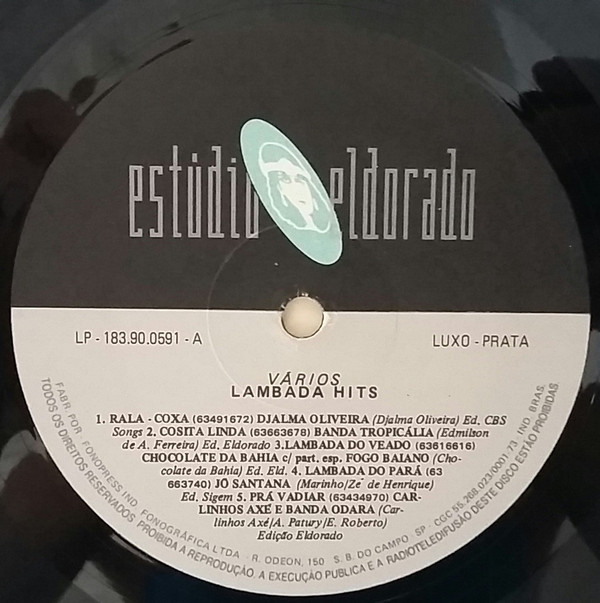 estúdio eldorado
LP - 183.90.0591 - A
LUXO - PRATA
VÁRIOS
LAMBADA HITS
1. RALA - COXA (63491672) DJALMA OLIVEIRA (Djalma Oliveira) Ed. CBS
Songs 2. COSITA LINDA (63663678) BANDA TROPICÁLLIA (Edmilson
de A. Ferreira) Ed. Eldorado 3.LAMBADA DO VEADO (63616616)
CHOCOLATE DA BAHIA c/ part. esp. FOGO BAIANO (Cho-
colate da Bahia) Ed. Eld. 4. LAMBADA DO PARÁ (63
663740) JÔ SANTANA (Marinho/Ze´ de Henrique)
Ed. Sigem 5. PRÁ VADIAR (63434970) CAR-
LINHOS AXÉ E BANDA ODARA (Car-
linhos Axé/A. Patury/E. Roberto)
Edição Eldorado
FABR. POR FONOPRESS IND. FONOGRÁFICA LTDA - R. ODEON, 150 S. B. DO CAMPO SP - CGC 55.268.023/0001-73 IND. BRAS.
TODOS OS DIREITOS RESERVADOS PROIBIDA A REPRODUÇÃO, A EXECUÇÃO PUBLICA E A RADIOTELEDIFUSÃO DESTE DISCO ESTÃO PROIBIDAS